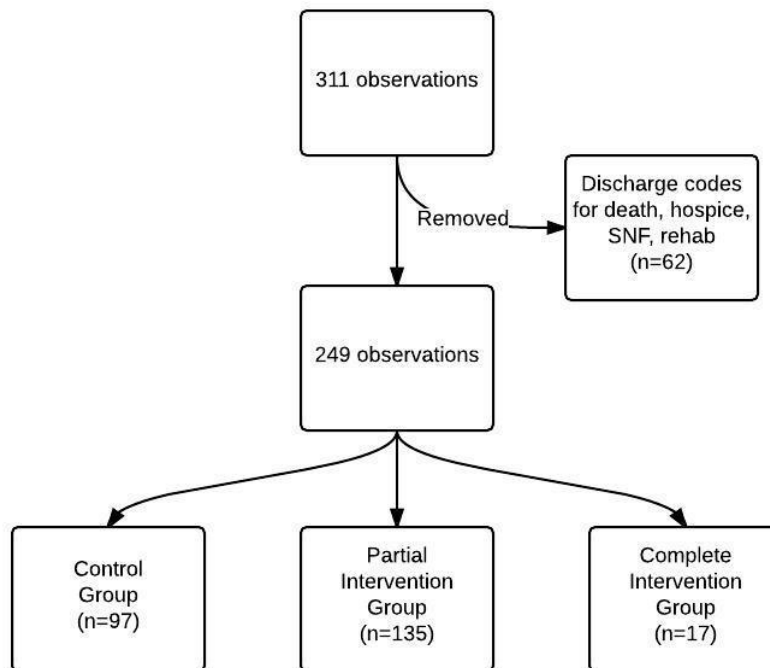 311 observations
Removed
Discharge codes
for death, hospice,
SNF, rehab
(n=62)
249 observations
Control
Group
(n=97)
Partial
Intervention
Group
(n=135)
Complete
Intervention
Group
(n=17)